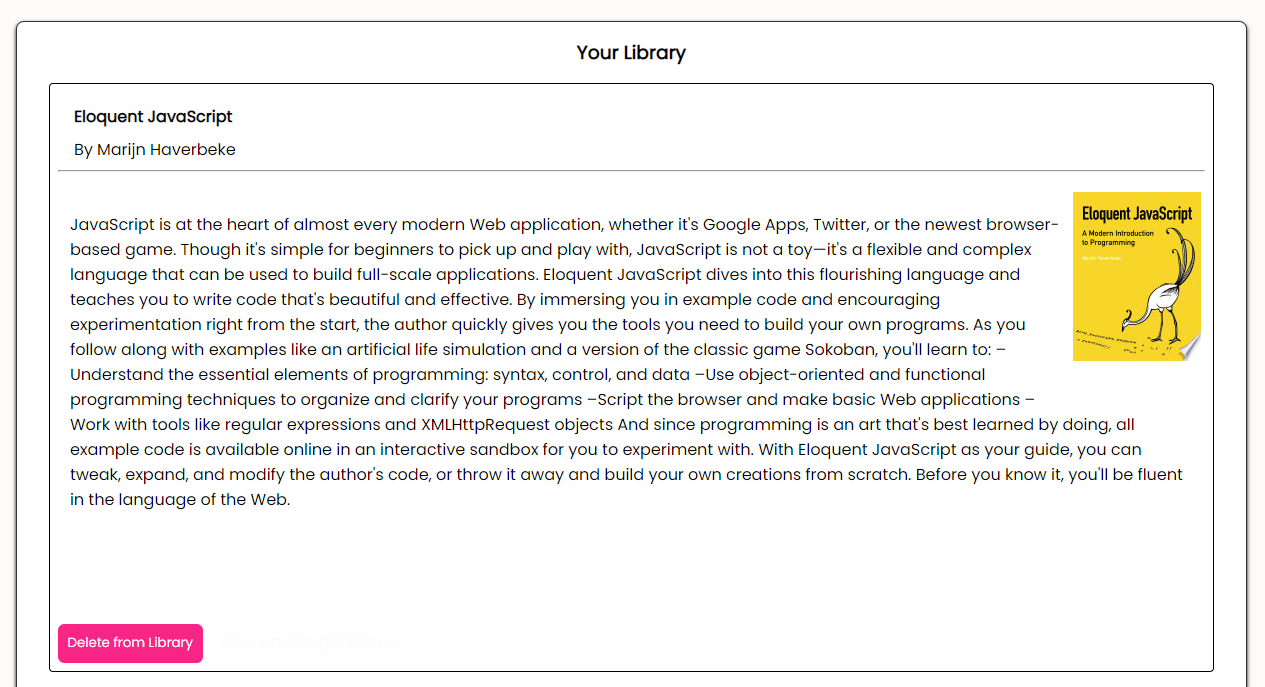 Your Library
Eloquent JavaScript
By Marijn Haverbeke
JavaScript is at the heart of almost every modern Web application, whether it's Google Apps, Twitter, or the newest browser-
based game. Though it's simple for beginners to pick up and play with, JavaScript is not a toy—it's a flexible and complex
language that can be used to build full-scale applications. Eloquent JavaScript dives into this flourishing language and
teaches you to write code that's beautiful and effective. By immersing you in example code and encouraging
experimentation right from the start, the author quickly gives you the tools you need to build your own programs. As you
follow along with examples like an artificial life simulation and a version of the classic game Sokoban, you'll learn to: –
Understand the essential elements of programming: syntax, control, and data –Use object-oriented and functional
programming techniques to organize and clarify your programs –Script the browser and make basic Web applications –
Work with tools like regular expressions and XMLHttpRequest objects And since programming is an art that's best learned by doing, all
example code is available online in an interactive sandbox for you to experiment with. With Eloquent JavaScript as your guide, you can
tweak, expand, and modify the author's code, or throw it away and build your own creations from scratch. Before you know it, you'll be fluent
in the language of the Web.
Eloquent JavaScript
A Modern Introduction
to Programming
Marijn Haverbeke
Delete from Library
View on Google Books